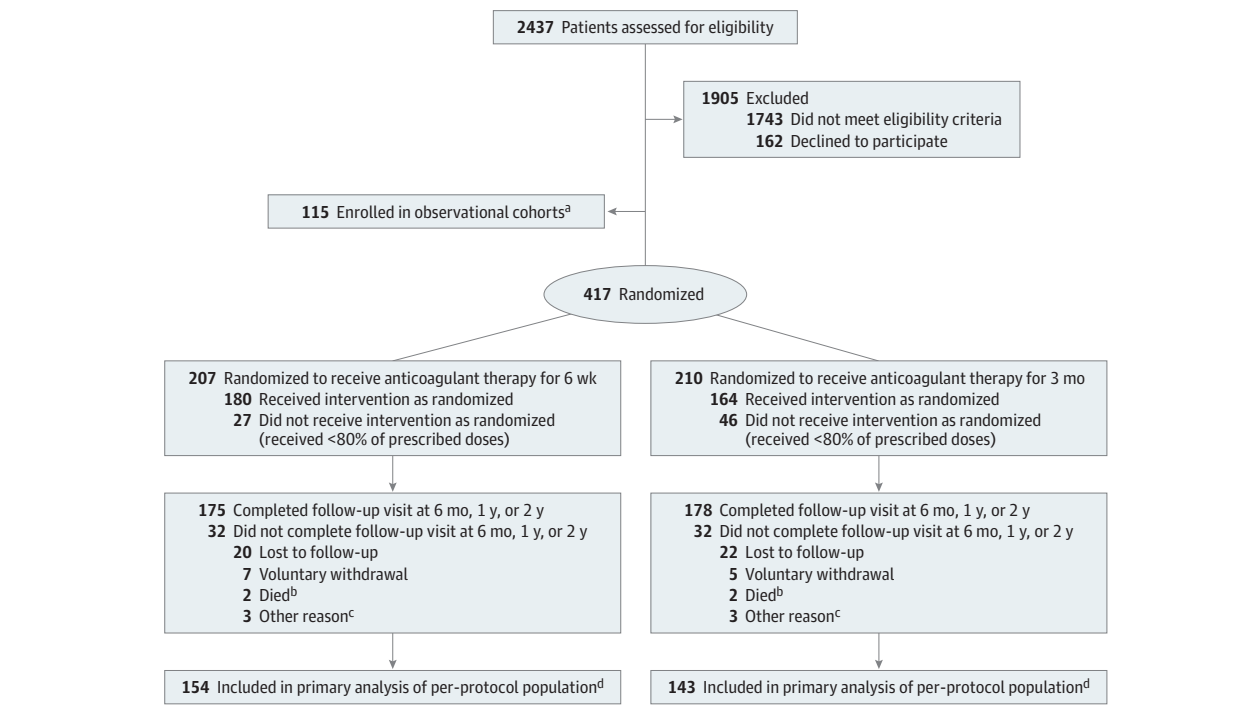 2437 Patients assessed for eligibility
1905 Excluded
1743 Did not meet eligibility criteria
162 Declined to participate
115 Enrolled in observational cohortsᵃ
417 Randomized
207 Randomized to receive anticoagulant therapy for 6 wk
180 Received intervention as randomized
27 Did not receive intervention as randomized
(received <80% of prescribed doses)
210 Randomized to receive anticoagulant therapy for 3 mo
164 Received intervention as randomized
46 Did not receive intervention as randomized
(received <80% of prescribed doses)
175 Completed follow-up visit at 6 mo, 1 y, or 2 y
32 Did not complete follow-up visit at 6 mo, 1 y, or 2 y
20 Lost to follow-up
7 Voluntary withdrawal
2 Diedᵇ
3 Other reasonᶜ
178 Completed follow-up visit at 6 mo, 1 y, or 2 y
32 Did not complete follow-up visit at 6 mo, 1 y, or 2 y
22 Lost to follow-up
5 Voluntary withdrawal
2 Diedᵇ
3 Other reasonᶜ
154 Included in primary analysis of per-protocol populationᵈ
143 Included in primary analysis of per-protocol populationᵈ